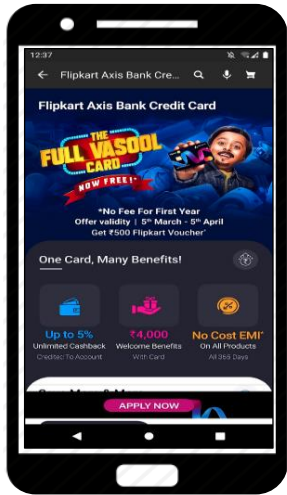 12:37
Flipkart Axis Bank Cre...
Flipkart Axis Bank Credit Card
THE
FULL VASOOL
CARD
NOW FREE!*
*No Fee For First Year
Offer validity | 5th March - 5th April
Get ₹500 Flipkart Voucher*
One Card, Many Benefits!
Up to 5%
₹4,000
No Cost EMI*
Unlimited Cashback
Welcome Benefits
On All Products
Credited To Account
With Card
All 365 Days
APPLY NOW